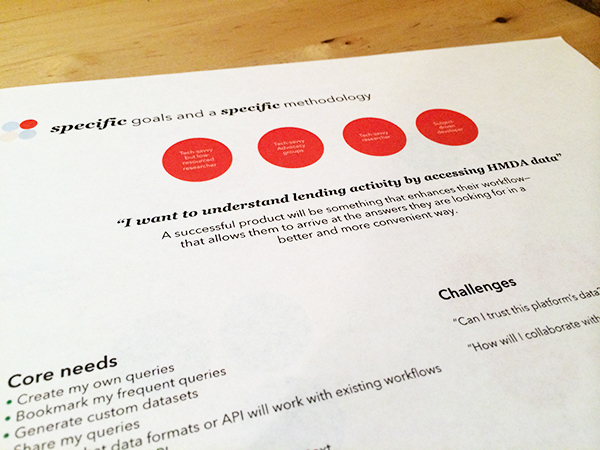 specific goals and a specific methodology
Tech-savvy
but low-
resourced
researcher
Tech-savvy
Advocacy
groups
Tech-savvy
researcher
Subject-
driven
developer
“I want to understand lending activity by accessing HMDA data”
A successful product will be something that enhances their workflow—
that allows them to arrive at the answers they are looking for in a
better and more convenient way.
Challenges
“Can I trust this platform's data?
“How will I collaborate with
Core needs
• Create my own queries
• Bookmark my frequent queries
• Generate custom datasets
Share my queries
data formats or API will work with existing workflows